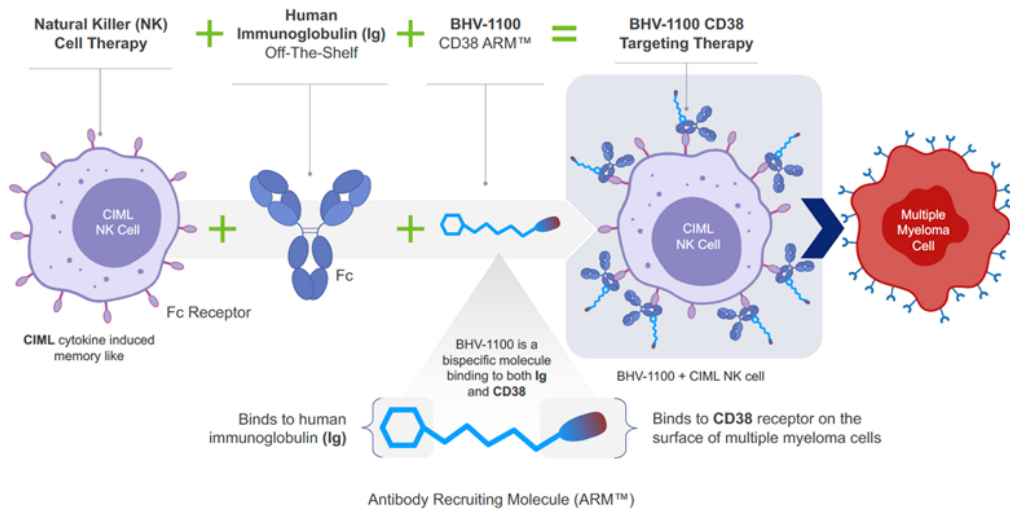 Natural Killer (NK)
Cell Therapy
Human
Immunoglobulin (Ig)
Off-The-Shelf
BHV-1100
CD38 ARM™
BHV-1100 CD38
Targeting Therapy
CIML
NK Cell
Fc Receptor
CIML cytokine induced
memory like
Fc
CIML
NK Cell
BHV-1100 + CIML NK cell
Multiple
Myeloma
Cell
BHV-1100 is a
bispecific molecule
binding to both Ig
and CD38
Binds to human
immunoglobulin (Ig)
Binds to CD38 receptor on the
surface of multiple myeloma cells
Antibody Recruiting Molecule (ARM™)